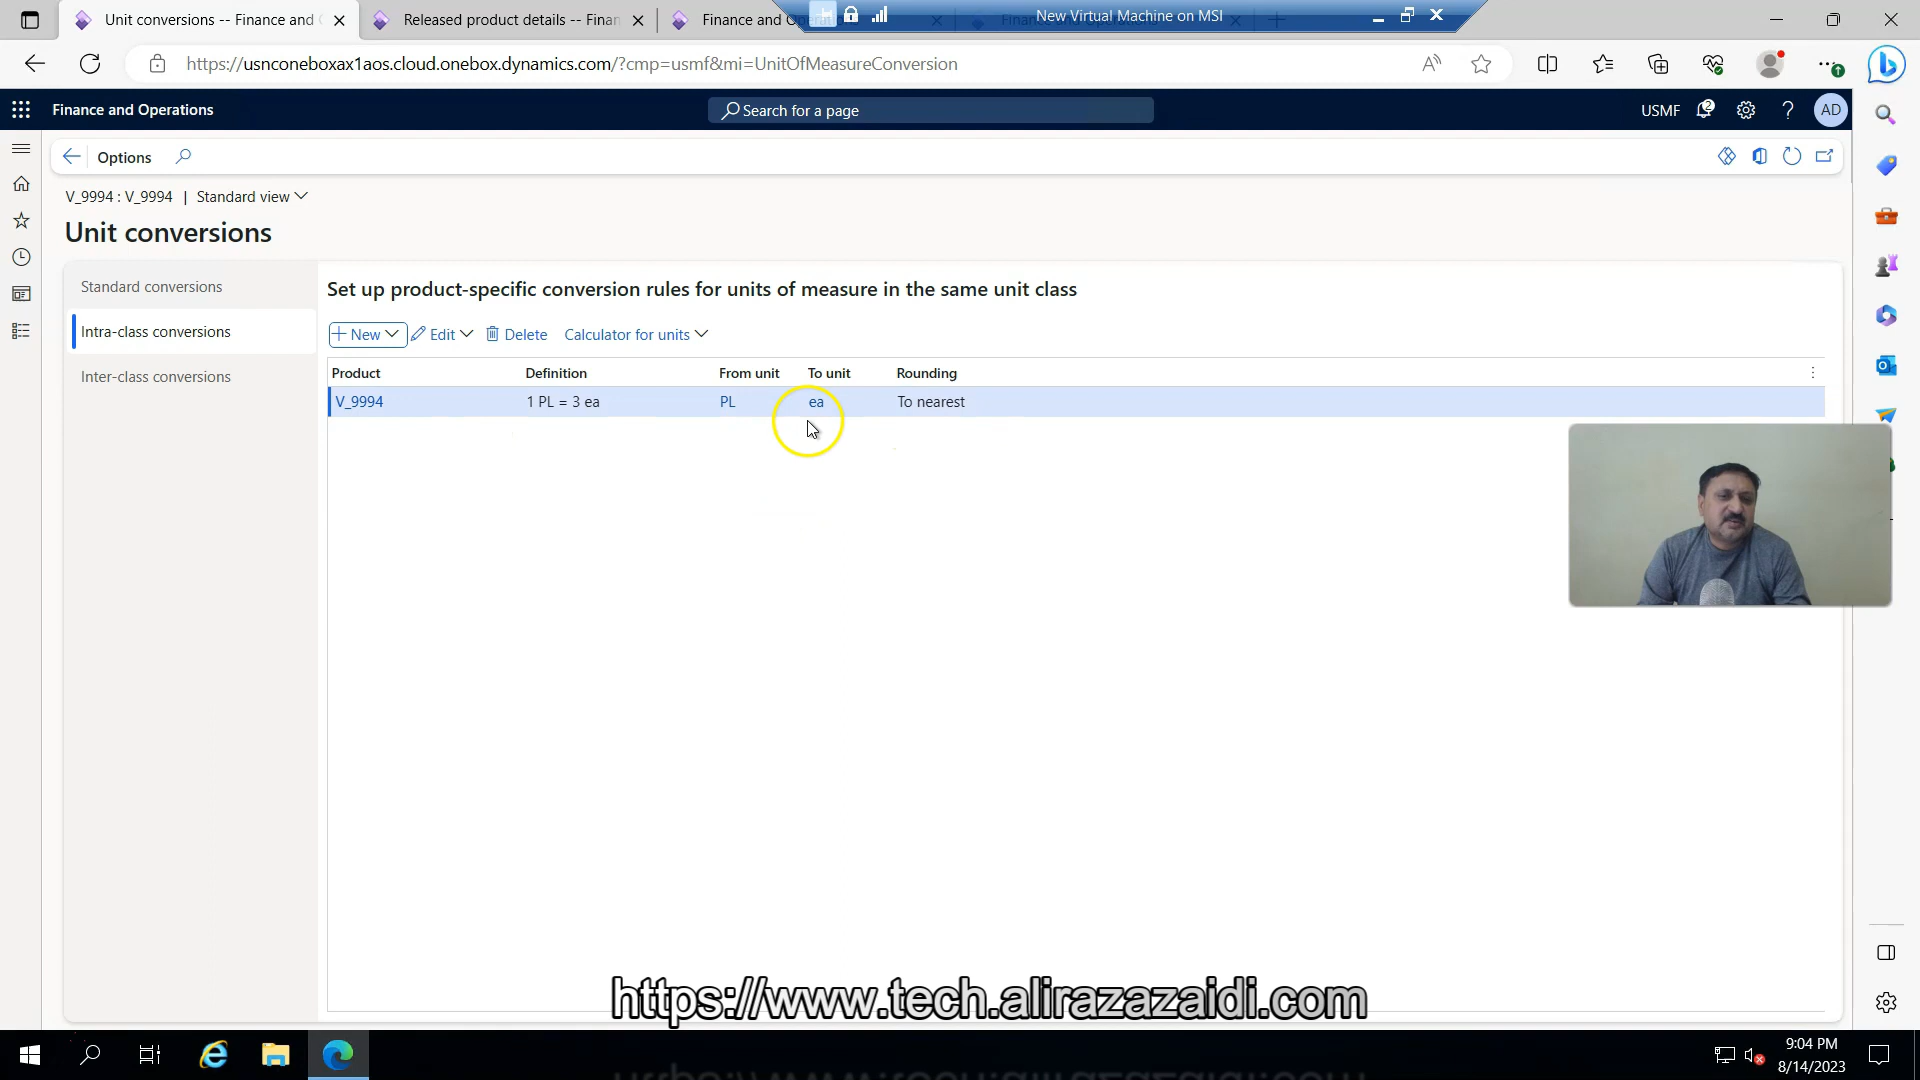 Unit conversions -- Finance and
Released product details -- Finan
Finance and Op
New Virtual Machine on MSI
https://usnconeboxax1aos.cloud.onebox.dynamics.com/?cmp=usmf&mi=UnitOfMeasureConversion
Finance and Operations
Search for a page
USMF
2
?
AD
Options
V_9994 : V_9994 | Standard view
Unit conversions
Standard conversions
Intra-class conversions
Inter-class conversions
Set up product-specific conversion rules for units of measure in the same unit class
+ New
Edit
Delete
Calculator for units
Product Definition From unit To unit Rounding
V_9994 1 PL = 3 ea PL ea To nearest
https://www.tech.alirazazaidi.com
9:04 PM
8/14/2023